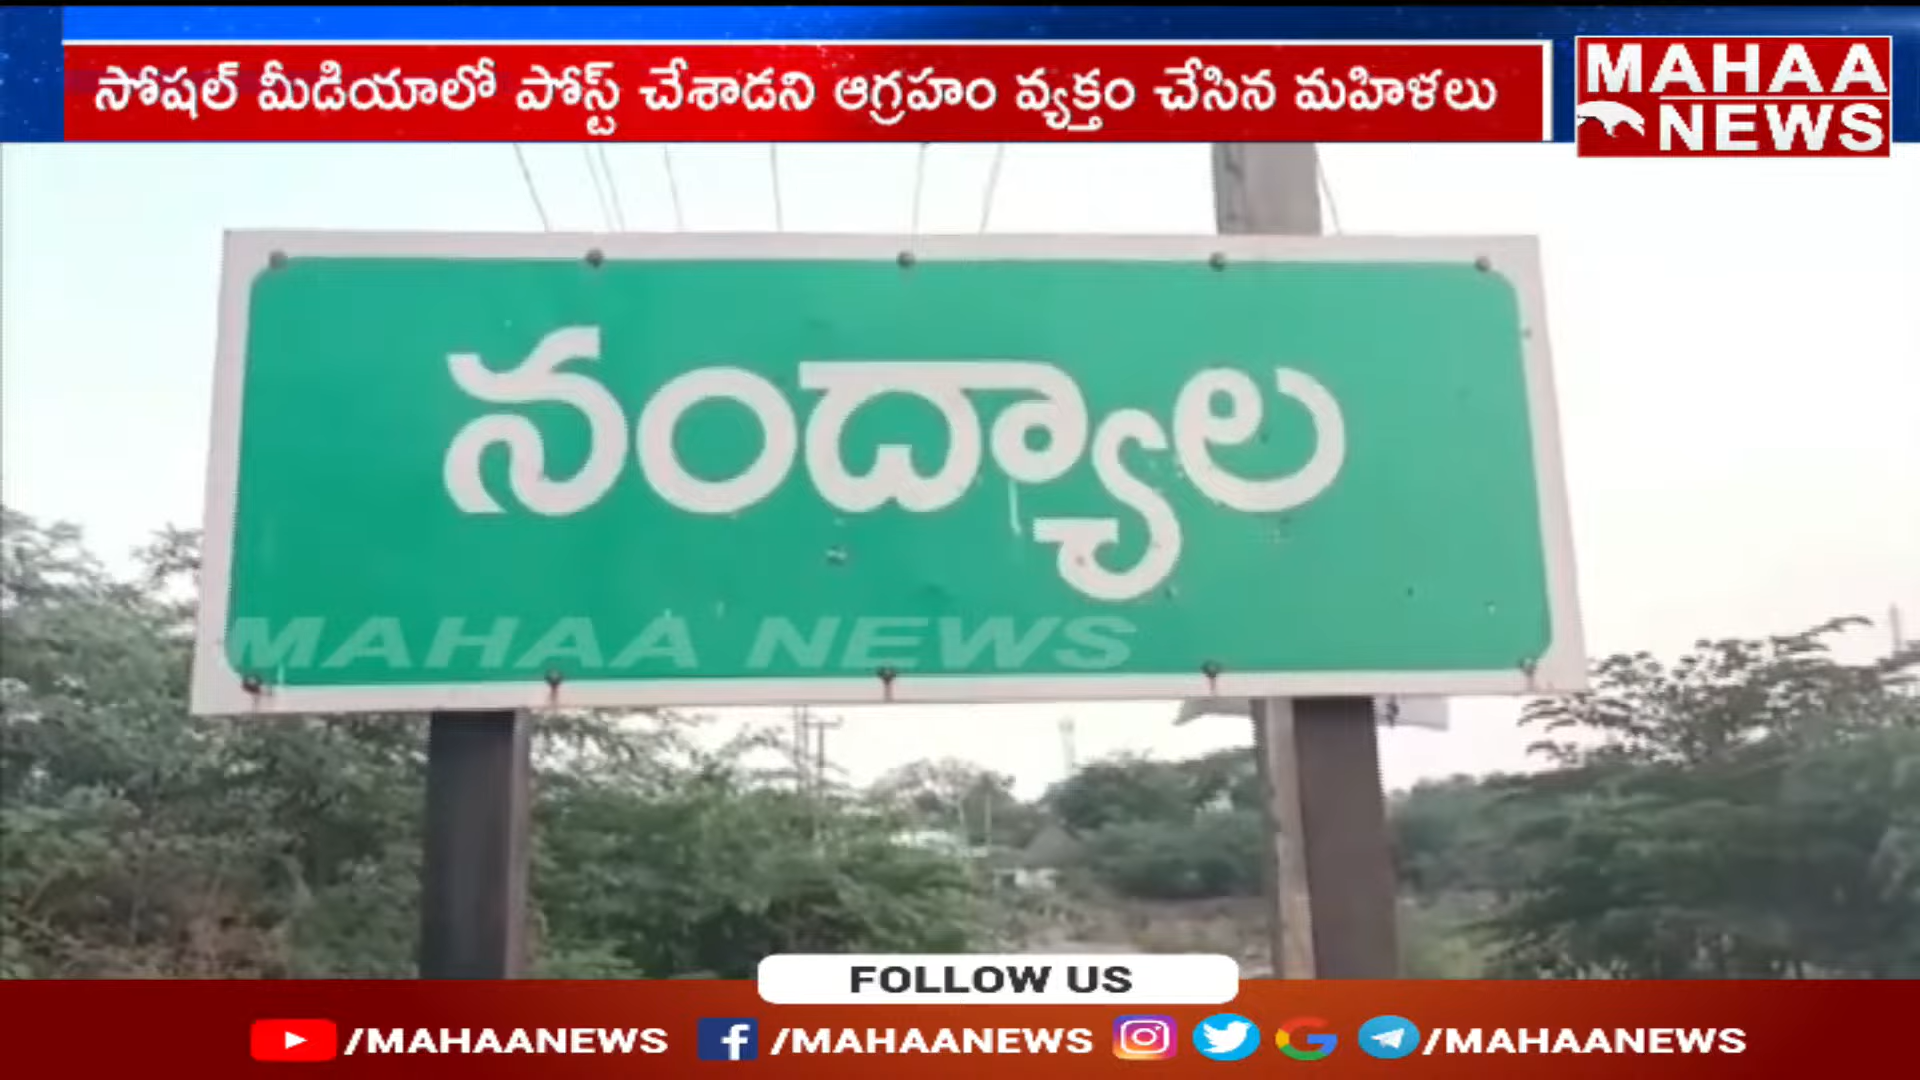 సోషల్ మీడియాలో పోస్ట్ చేశాడని ఆగ్రహం వ్యక్తం చేసిన మహిళలు
MAHAA
NEWS
నంద్యాల
MAHAA NEWS
FOLLOW US
/MAHAANEWS /MAHAANEWS /MAHAANEWS